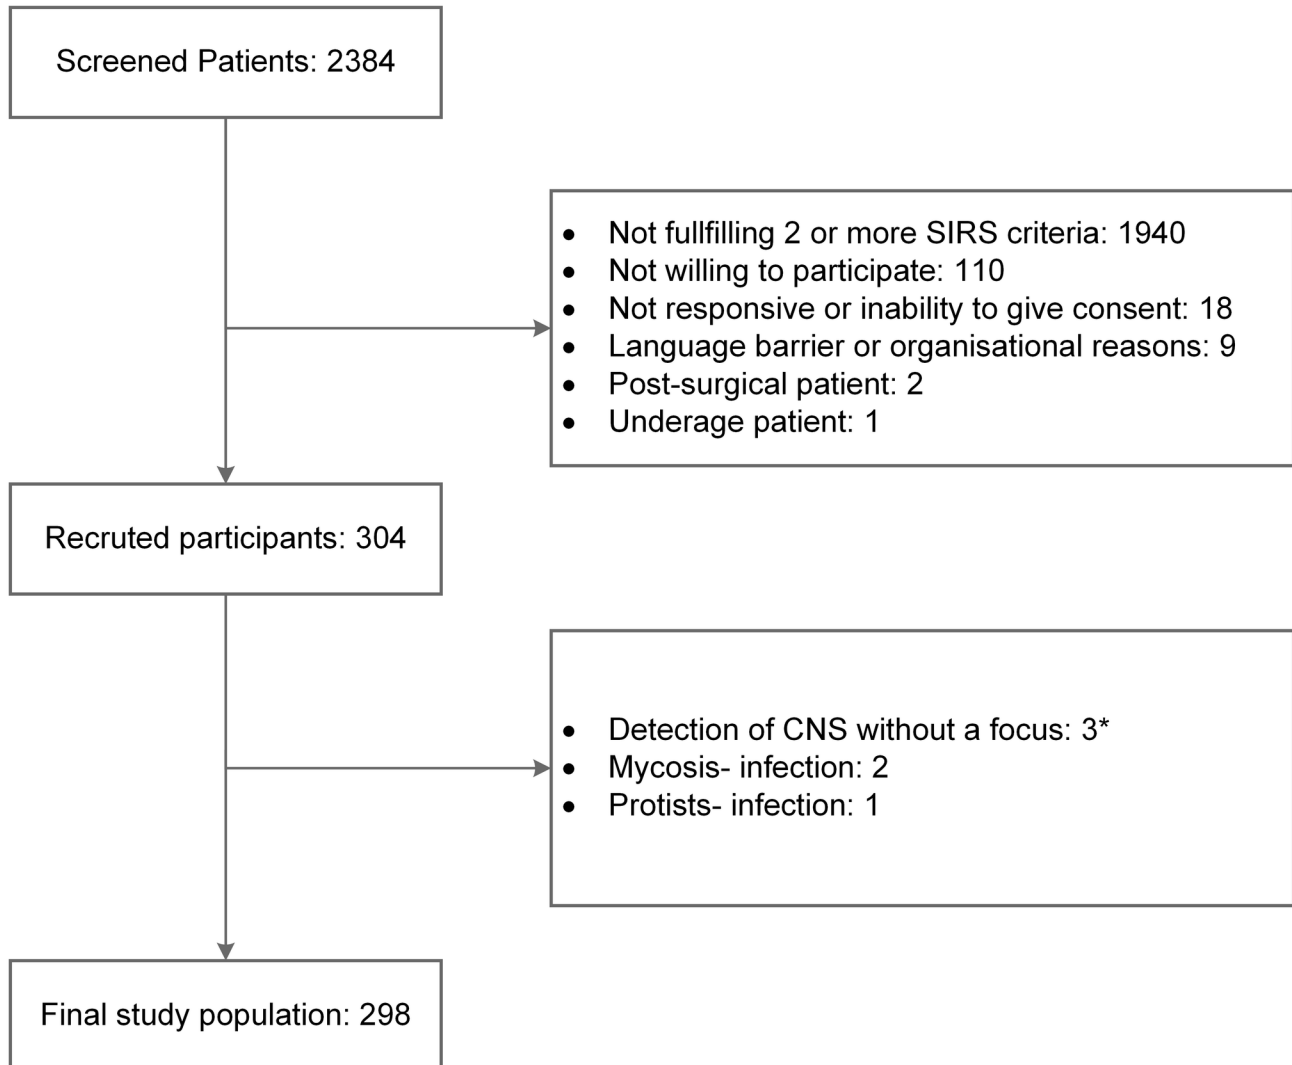 Screened Patients: 2384
• Not fullfilling 2 or more SIRS criteria: 1940
• Not willing to participate: 110
• Not responsive or inability to give consent: 18
• Language barrier or organisational reasons: 9
• Post-surgical patient: 2
• Underage patient: 1
Recruted participants: 304
• Detection of CNS without a focus: 3*
• Mycosis- infection: 2
• Protists- infection: 1
Final study population: 298